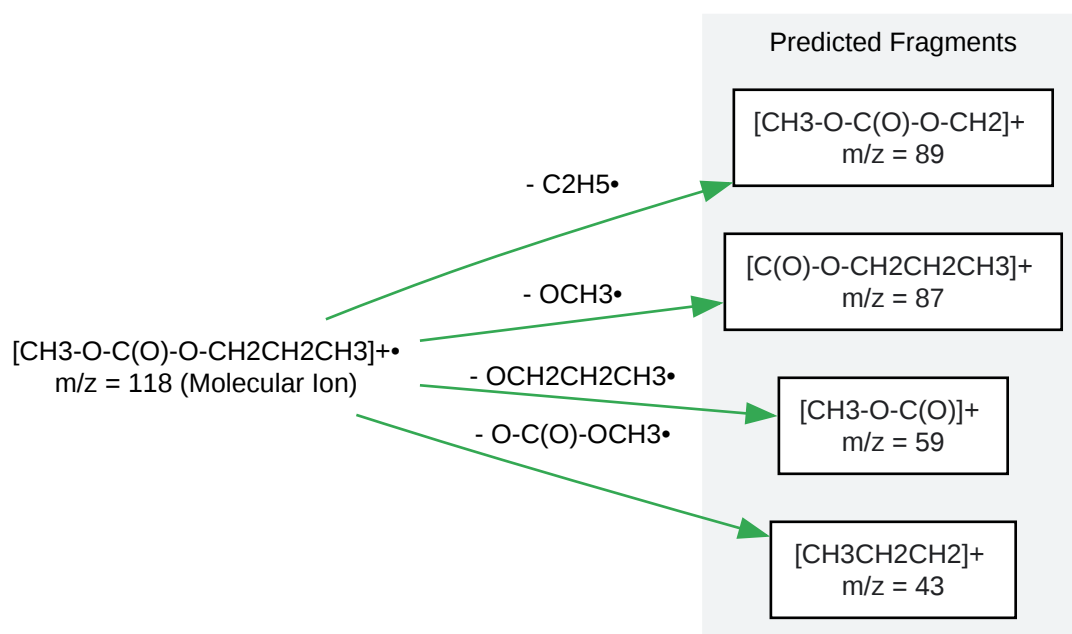 Predicted Fragments
[CH3-O-C(O)-O-CH2]+
m/z = 89
- C2H5•
[C(O)-O-CH2CH2CH3]+
m/z = 87
- OCH3•
[CH3-O-C(O)-O-CH2CH2CH3]+•
m/z = 118 (Molecular Ion)
- OCH2CH2CH3•
[CH3-O-C(O)]+
m/z = 59
- O-C(O)-OCH3•
[CH3CH2CH2]+
m/z = 43